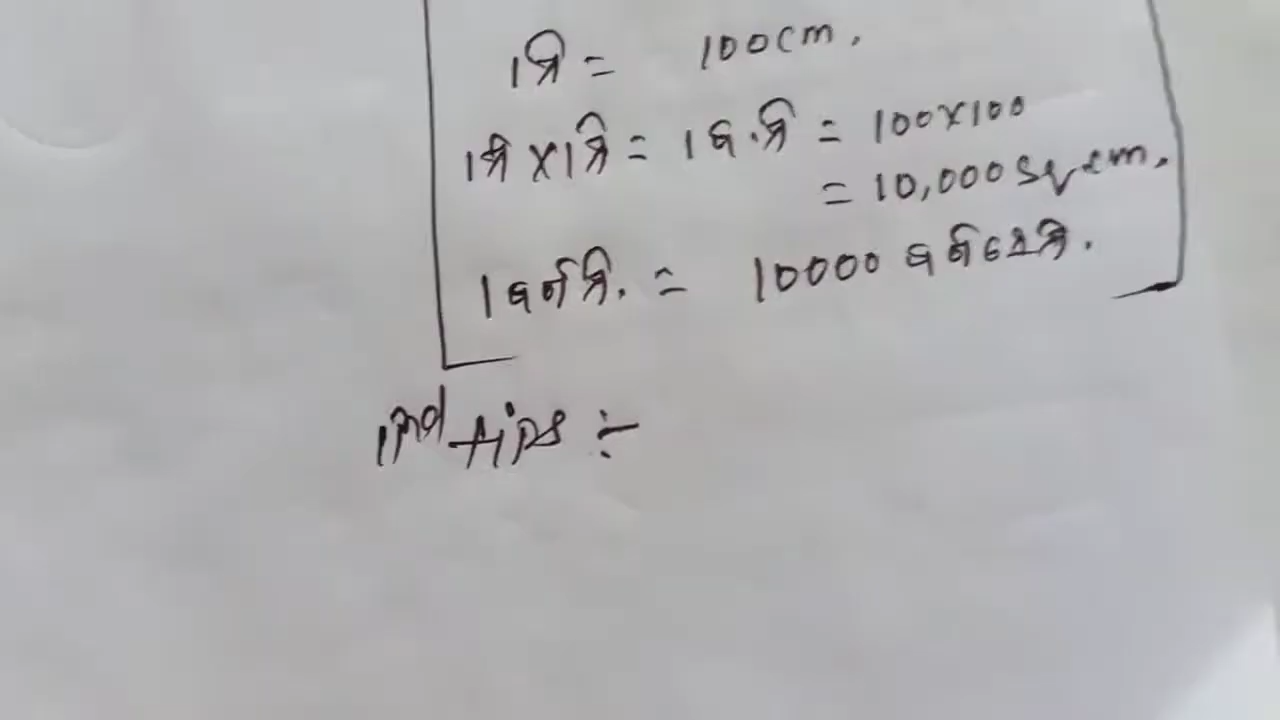 1ମି = 100cm.
1ମି x 1ମି = 1ବ.ମି = 100x100
= 10,000 sq cm.
1ବର୍ଗମି. = 10000 ବର୍ଗସେମି.
tips :-